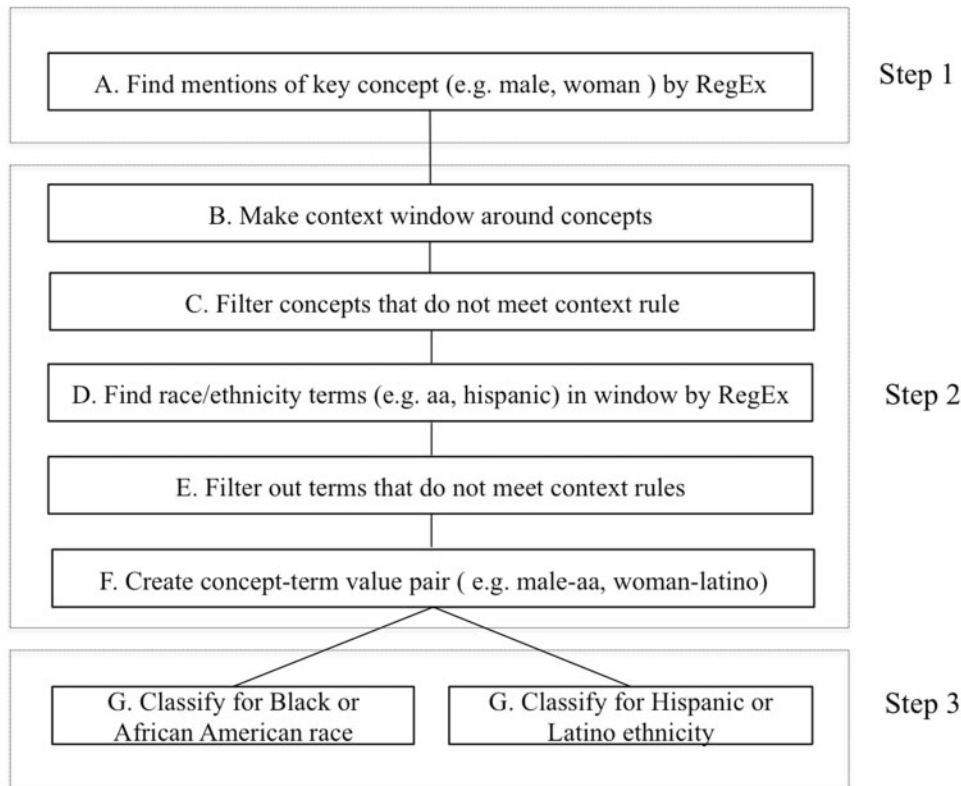 A. Find mentions of key concept (e.g. male, woman ) by RegEx
Step 1
B. Make context window around concepts
C. Filter concepts that do not meet context rule
D. Find race/ethnicity terms (e.g. aa, hispanic) in window by RegEx
Step 2
E. Filter out terms that do not meet context rules
F. Create concept-term value pair ( e.g. male-aa, woman-latino)
G. Classify for Black or
African American race
G. Classify for Hispanic or
Latino ethnicity
Step 3